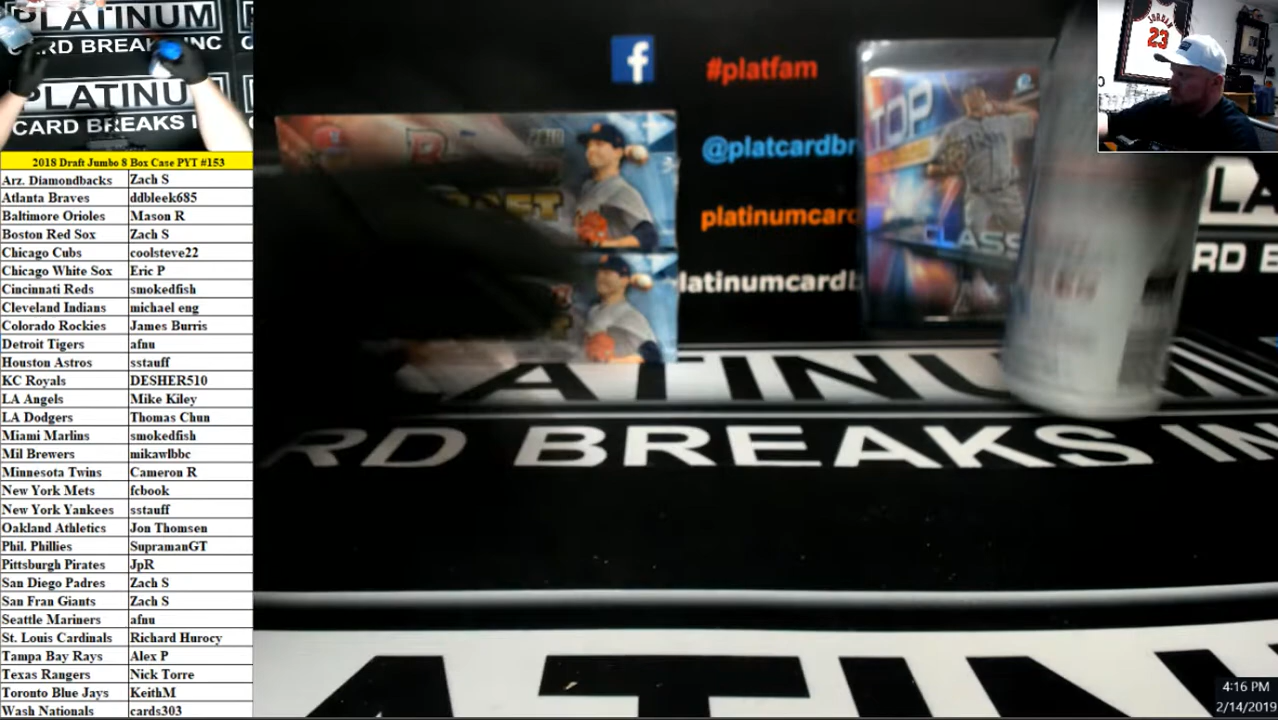 PLATINUM
CARD BREAKS INC
PLATINUM
CARD BREAKS I
2018 Draft Jumbo 8 Box Case PYT #153
Arz. Diamondbacks Zach S
Atlanta Braves ddbleek685
Baltimore Orioles Mason R
Boston Red Sox Zach S
Chicago Cubs coolsteve22
Chicago White Sox Eric P
Cincinnati Reds smokedfish
Cleveland Indians michael eng
Colorado Rockies James Burris
Detroit Tigers afnu
Houston Astros sstauff
KC Royals DESHER510
LA Angels Mike Kiley
LA Dodgers Thomas Chun
Miami Marlins smokedfish
Mil Brewers mikawlbbc
Minnesota Twins Cameron R
New York Mets fcbook
New York Yankees sstauff
Oakland Athletics Jon Thomsen
Phil. Phillies SupramanGT
Pittsburgh Pirates JpR
San Diego Padres Zach S
San Fran Giants Zach S
Seattle Mariners afnu
St. Louis Cardinals Richard Hurocy
Tampa Bay Rays Alex P
Texas Rangers Nick Torre
Toronto Blue Jays KeithM
Wash Nationals cards303
f
#platfam
@platcardbr
platinumcard
latinumcardb
TOP
CLASS
JORDAN
23
LA
RD B
ATINUM
RD BREAKS IN
ATIN
4:16 PM
2/14/2019